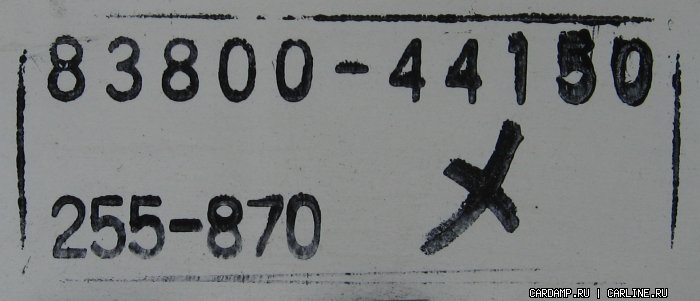 83800-44150
255-870 X
CARDAMP.RU | CARLINE.RU